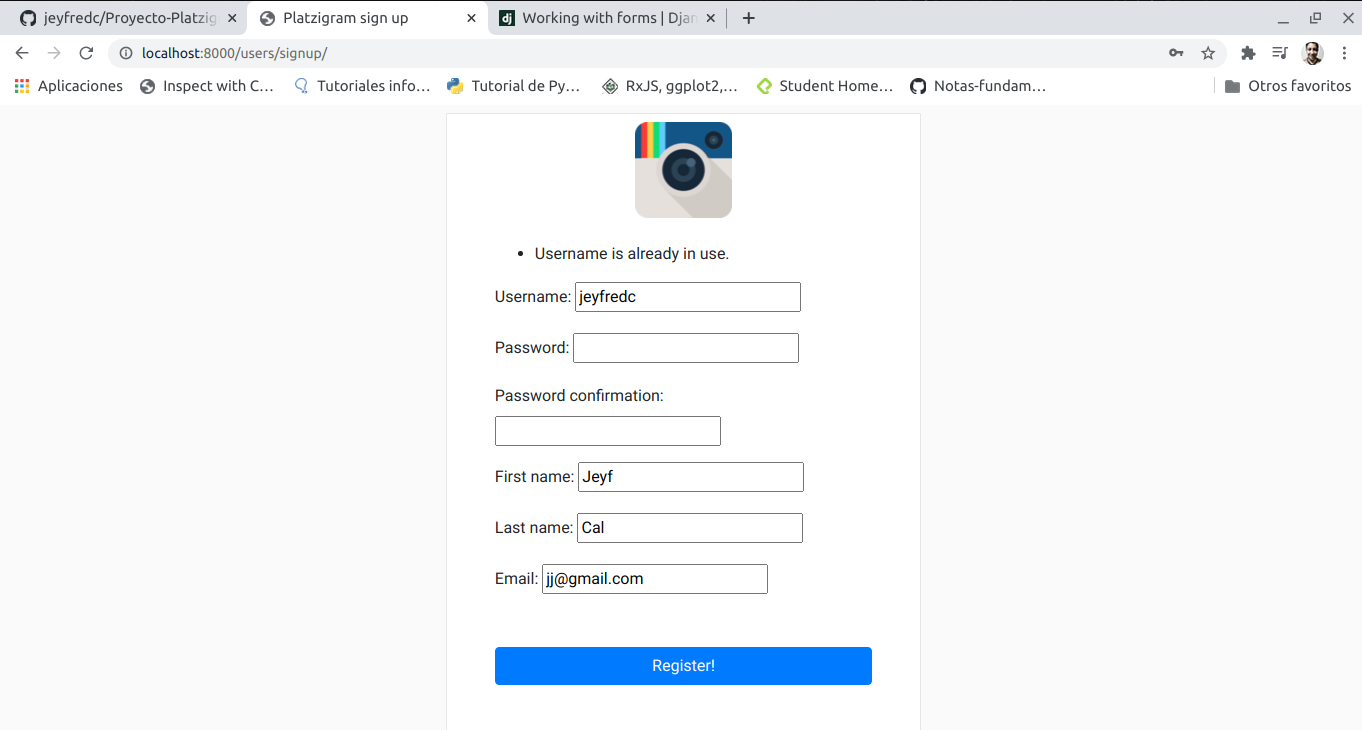 jeyfredc/Proyecto-Platzig
Platzigram sign up
Working with forms | Djan
localhost:8000/users/signup/
Aplicaciones
Inspect with C…
Tutoriales info…
Tutorial de Py…
RxJS, ggplot2,…
Student Home…
Notas-fundam…
Otros favoritos
Username is already in use.
Username: jeyfredc
Password:
Password confirmation:
First name: Jeyf
Last name: Cal
Email: jj@gmail.com
Register!